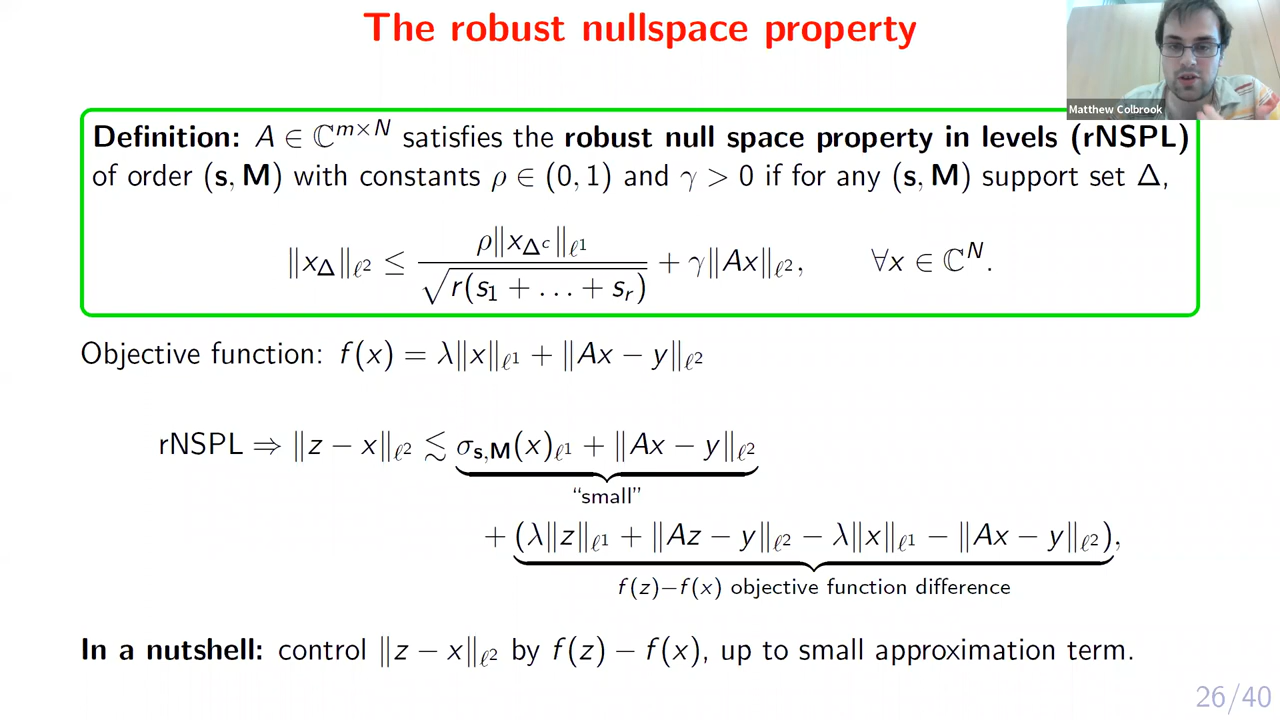 The robust nullspace property
Matthew Colbrook
Definition: A ∈ ℂ^{m×N} satisfies the robust null space property in levels (rNSPL)
of order (s, M) with constants ρ ∈ (0, 1) and γ > 0 if for any (s, M) support set Δ,
‖x_Δ‖_{ℓ²} ≤ \frac{ρ‖x_{Δ^c}‖_{ℓ¹}}{\sqrt{r(s₁ + … + s_r)}} + γ‖Ax‖_{ℓ²}, ∀x ∈ ℂ^N.
Objective function: f(x) = λ‖x‖_{ℓ¹} + ‖Ax − y‖_{ℓ²}
rNSPL ⇒ ‖z − x‖_{ℓ²} ≲ σ_{s,M}(x)_{ℓ¹} + ‖Ax − y‖_{ℓ²}
“small”
+ (λ‖z‖_{ℓ¹} + ‖Az − y‖_{ℓ²} − λ‖x‖_{ℓ¹} − ‖Ax − y‖_{ℓ²}),
f(z)−f(x) objective function difference
In a nutshell: control ‖z − x‖_{ℓ²} by f(z) − f(x), up to small approximation term.
26/40